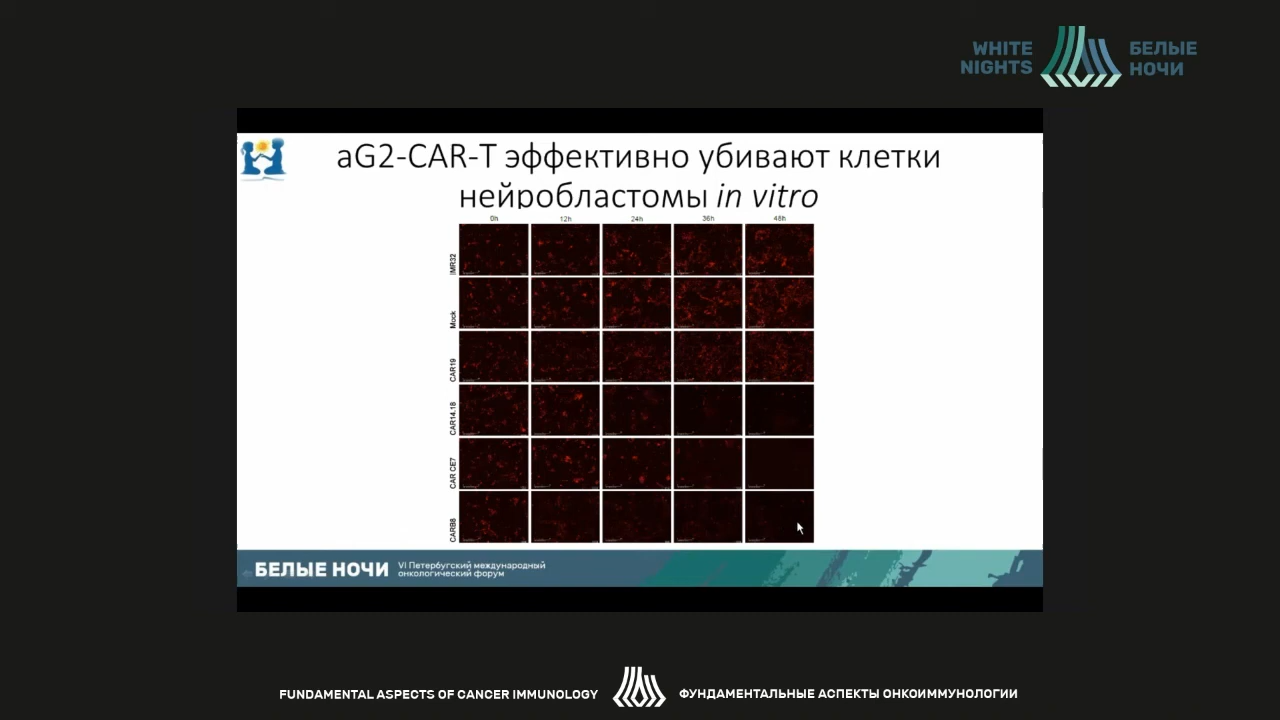 WHITE
NIGHTS
БЕЛЫЕ
НОЧИ
aG2-CAR-T эффективно убивают клетки
нейробластомы in vitro
0h 12h 24h 36h 48h
IMR32
Mock
CAR19
CAR14.18
CAR CE7
CARB8
БЕЛЫЕ НОЧИ
VI Петербургский международный
онкологический форум
FUNDAMENTAL ASPECTS OF CANCER IMMUNOLOGY
ФУНДАМЕНТАЛЬНЫЕ АСПЕКТЫ ОНКОИММУНОЛОГИИ